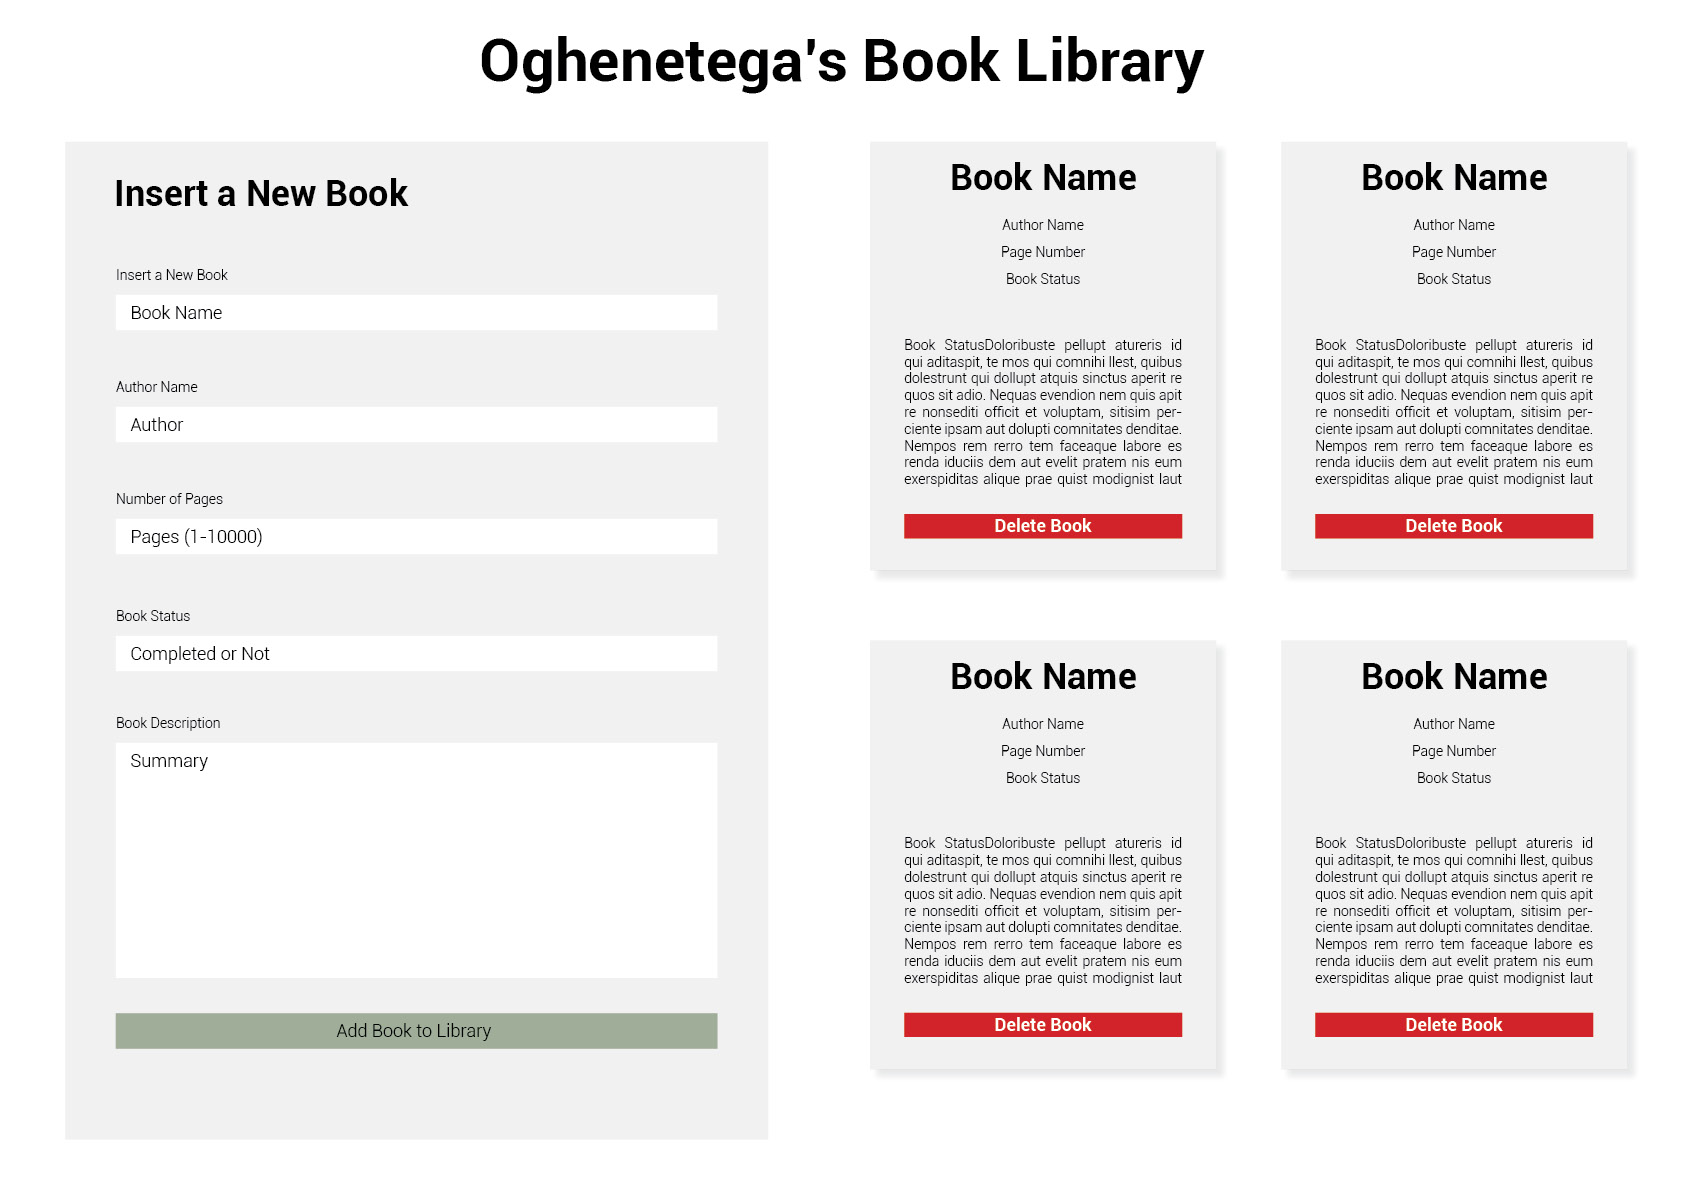 Oghenetega's Book Library
Insert a New Book
Insert a New Book
Book Name
Author Name
Author
Number of Pages
Pages (1-10000)
Book Status
Completed or Not
Book Description
Summary
Add Book to Library
Book Name
Author Name
Page Number
Book Status
Book StatusDoloribuste pellupt atureris id
qui aditaspit, te mos qui comnihi llest, quibus
dolestrunt qui dollupt atquis sinctus aperit re
quos sit adio. Nequas evendion nem quis apit
re nonsediti officit et voluptam, sitisim per-
ciente ipsam aut dolupti comnitates denditae.
Nempos rem rerro tem faceaque labore es
renda iduciis dem aut evelit pratem nis eum
exerspiditas alique prae quist modignist laut
Delete Book
Book Name
Author Name
Page Number
Book Status
Book StatusDoloribuste pellupt atureris id
qui aditaspit, te mos qui comnihi llest, quibus
dolestrunt qui dollupt atquis sinctus aperit re
quos sit adio. Nequas evendion nem quis apit
re nonsediti officit et voluptam, sitisim per-
ciente ipsam aut dolupti comnitates denditae.
Nempos rem rerro tem faceaque labore es
renda iduciis dem aut evelit pratem nis eum
exerspiditas alique prae quist modignist laut
Delete Book
Book Name
Author Name
Page Number
Book Status
Book StatusDoloribuste pellupt atureris id
qui aditaspit, te mos qui comnihi llest, quibus
dolestrunt qui dollupt atquis sinctus aperit re
quos sit adio. Nequas evendion nem quis apit
re nonsediti officit et voluptam, sitisim per-
ciente ipsam aut dolupti comnitates denditae.
Nempos rem rerro tem faceaque labore es
renda iduciis dem aut evelit pratem nis eum
exerspiditas alique prae quist modignist laut
Delete Book
Book Name
Author Name
Page Number
Book Status
Book StatusDoloribuste pellupt atureris id
qui aditaspit, te mos qui comnihi llest, quibus
dolestrunt qui dollupt atquis sinctus aperit re
quos sit adio. Nequas evendion nem quis apit
re nonsediti officit et voluptam, sitisim per-
ciente ipsam aut dolupti comnitates denditae.
Nempos rem rerro tem faceaque labore es
renda iduciis dem aut evelit pratem nis eum
exerspiditas alique prae quist modignist laut
Delete Book